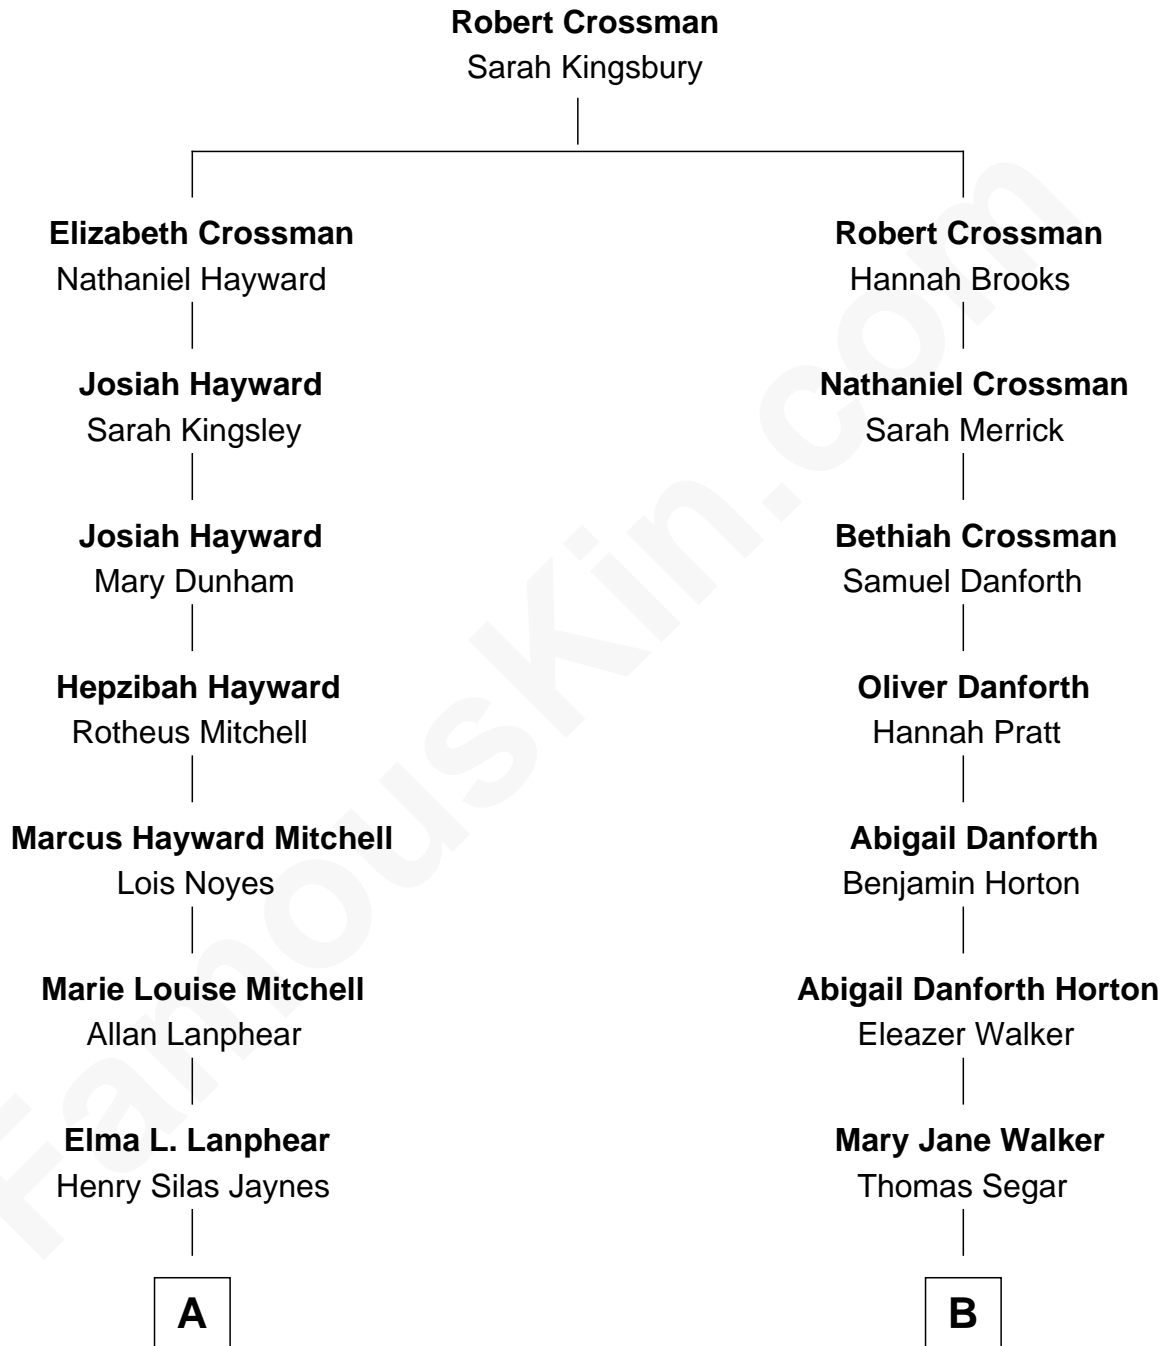 Robert Crossman
Sarah Kingsbury
Elizabeth Crossman
Nathaniel Hayward
Robert Crossman
Hannah Brooks
Josiah Hayward
Sarah Kingsley
Nathaniel Crossman
Sarah Merrick
Josiah Hayward
Mary Dunham
Bethiah Crossman
Samuel Danforth
Hepzibah Hayward
Rotheus Mitchell
Oliver Danforth
Hannah Pratt
Marcus Hayward Mitchell
Lois Noyes
Abigail Danforth
Benjamin Horton
Marie Louise Mitchell
Allan Lanphear
Abigail Danforth Horton
Eleazer Walker
Elma L. Lanphear
Henry Silas Jaynes
Mary Jane Walker
Thomas Segar
A
B
FamousKin.com